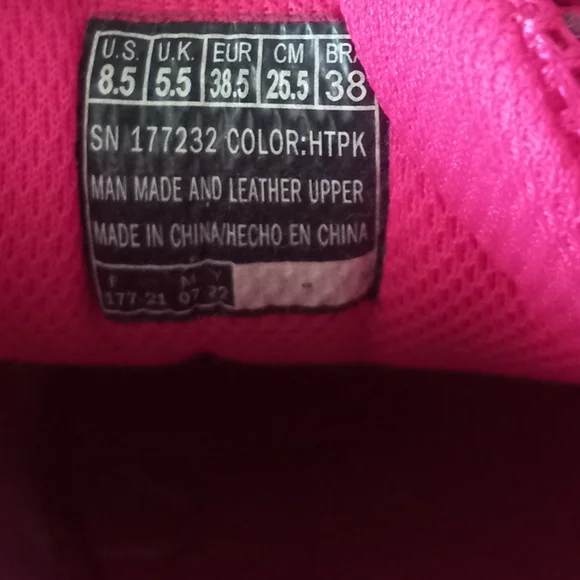 U.S. U.K. EUR CM BRA
8.5 5.5 38.5 25.5 38
SN 177232 COLOR:HTPK
MAN MADE AND LEATHER UPPER
MADE IN CHINA/HECHO EN CHINA
F M Y
177-21 07 22